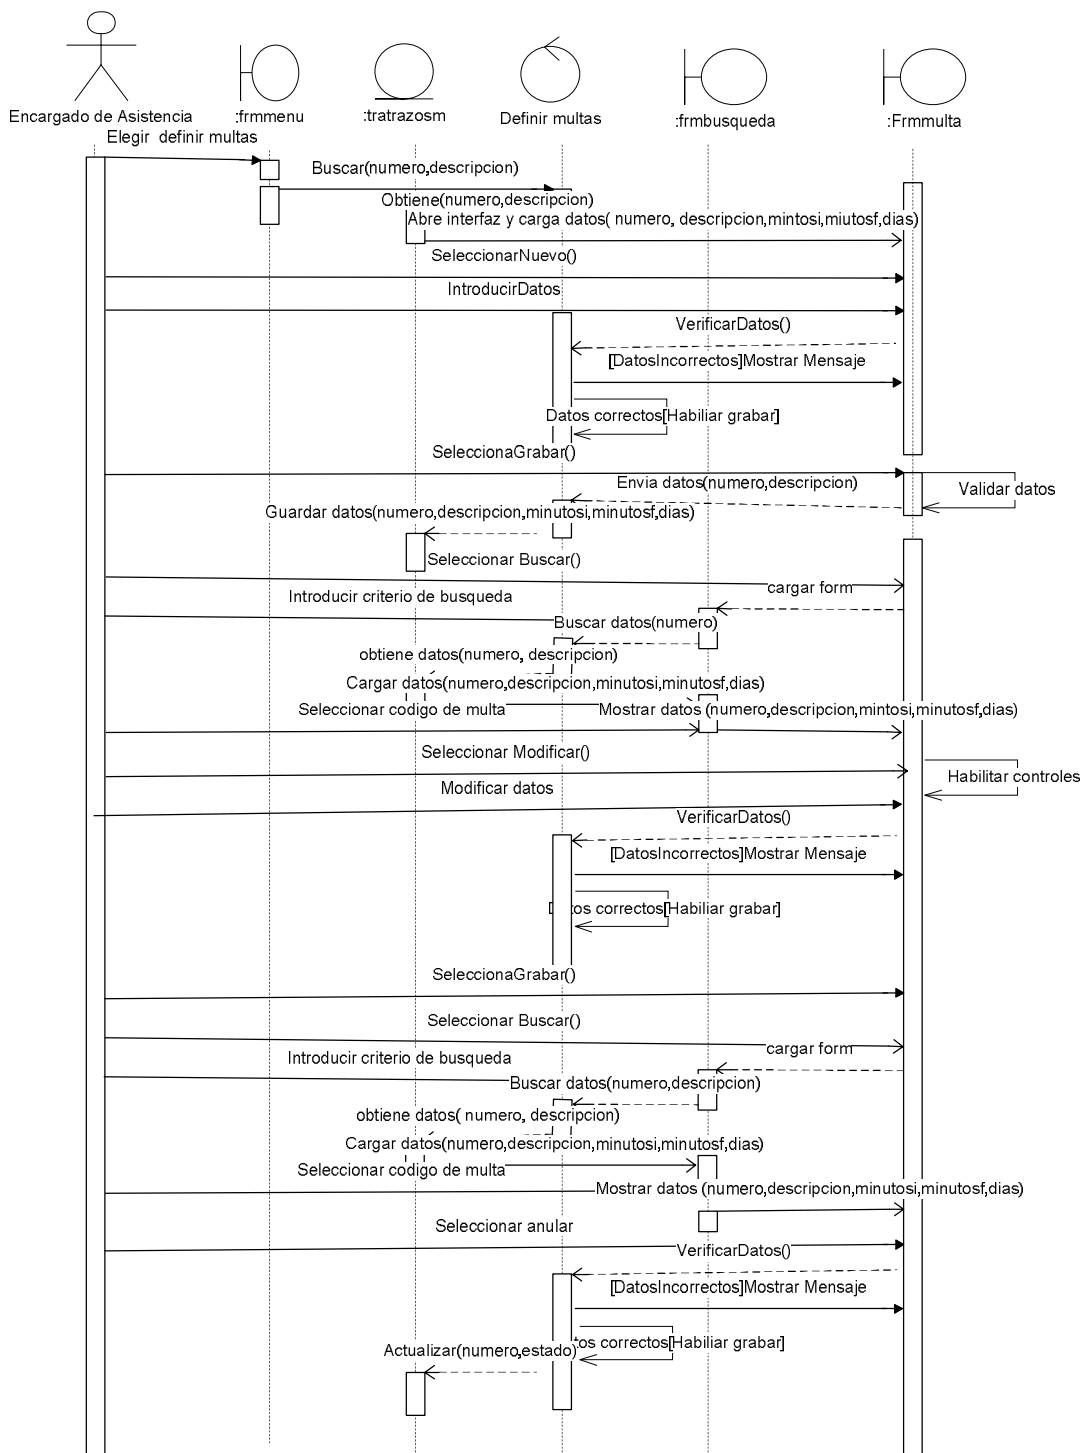 Encargado de Asistencia
:frmmenu
:tratrazosm
Definir multas
:frmbusqueda
:Frmmulta
Elegir definir multas
Buscar(numero,descripcion)
Obtiene(numero,descripcion)
Abre interfaz y carga datos( numero, descripcion,mintosi,miutosf,dias)
SeleccionarNuevo()
IntroducirDatos
VerificarDatos()
[DatosIncorrectos]Mostrar Mensaje
Datos correctos[Habiliar grabar]
SeleccionaGrabar()
Envia datos(numero,descripcion)
Validar datos
Guardar datos(numero,descripcion,minutosi,minutosf,dias)
Seleccionar Buscar()
cargar form
Introducir criterio de busqueda
Buscar datos(numero)
obtiene datos(numero, descripcion)
Cargar datos(numero,descripcion,minutosi,minutosf,dias)
Seleccionar codigo de multa
Mostrar datos (numero,descripcion,mintosi,minutosf,dias)
Seleccionar Modificar()
Habilitar controles
Modificar datos
VerificarDatos()
[DatosIncorrectos]Mostrar Mensaje
correctos[Habiliar grabar]
SeleccionaGrabar()
Seleccionar Buscar()
cargar form
Introducir criterio de busqueda
Buscar datos(numero,descripcion)
obtiene datos( numero, descripcion)
Cargar datos(numero,descripcion,minutosi,minutosf,dias)
Seleccionar codigo de multa
Mostrar datos (numero,descripcion,minutosi,minutosf,dias)
Seleccionar anular
VerificarDatos()
[DatosIncorrectos]Mostrar Mensaje
correctos[Habiliar grabar]
Actualizar(numero,estado)